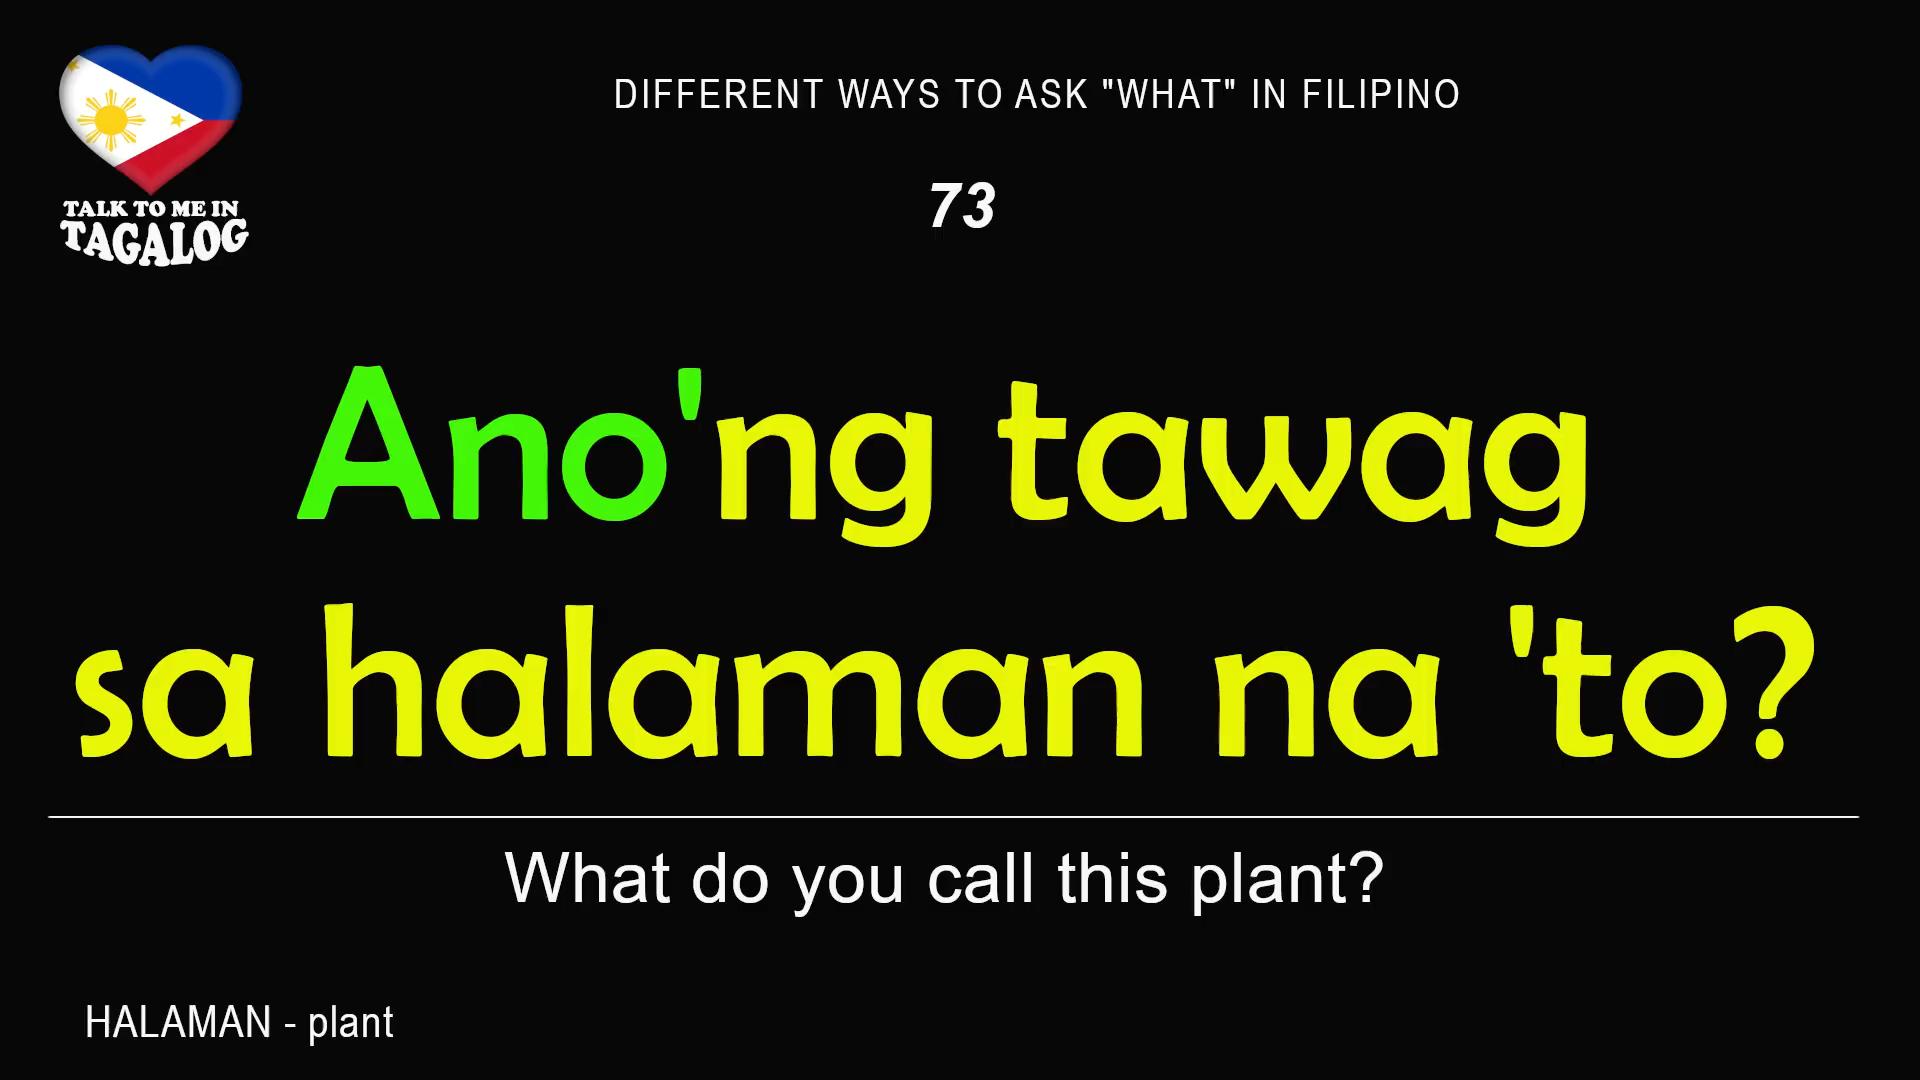 TALK TO ME IN
TAGALOG
DIFFERENT WAYS TO ASK "WHAT" IN FILIPINO
73
Ano'ng tawag
sa halaman na 'to?
What do you call this plant?
HALAMAN - plant